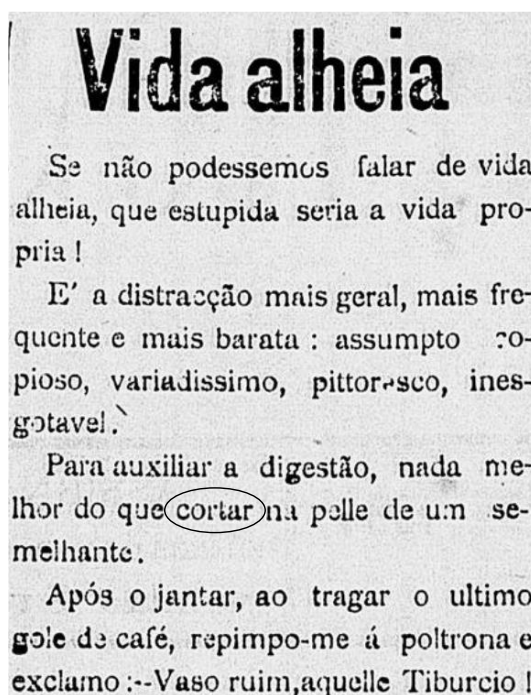 Vida alheia
Se não podessemos falar de vida
alheia, que estupida seria a vida pro-
pria !
E' a distracção mais geral, mais fre-
quente e mais barata : assumpto co-
pioso, variadissimo, pittoresco, ines-
gotavel.
Para auxiliar a digestão, nada me-
lhor do que cortar na pelle de um se-
melhante.
Após o jantar, ao tragar o ultimo
gole de café, repimpo-me á poltrona e
exclamo :--Vaso ruim,aquelle Tiburcio !